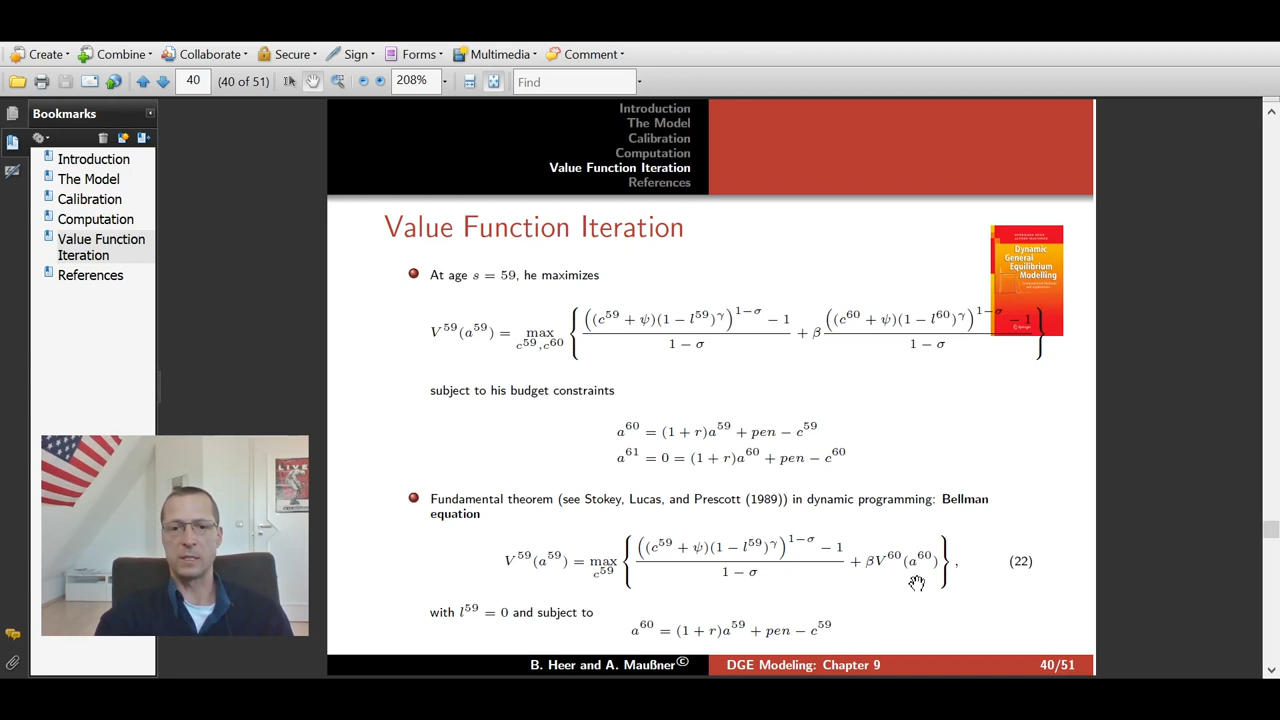 Create Combine Collaborate Secure Sign Forms Multimedia Comment
40 (40 of 51) 208% Find
Bookmarks
Introduction
The Model
Calibration
Computation
Value Function
Iteration
References
Introduction
The Model
Calibration
Computation
Value Function Iteration
References
Value Function Iteration
Dynamic
General
Equilibrium
Modelling
Springer
At age s = 59, he maximizes
V^59(a^59) = max_{c^59,c^60} { (((c^59 + ψ)(1 − l^59)^γ)^{1−σ} − 1) / (1 − σ) + β (((c^60 + ψ)(1 − l^60)^γ)^{1−σ} − 1) / (1 − σ) }
subject to his budget constraints
a^60 = (1 + r)a^59 + pen − c^59
a^61 = 0 = (1 + r)a^60 + pen − c^60
Fundamental theorem (see Stokey, Lucas, and Prescott (1989)) in dynamic programming: Bellman
equation
V^59(a^59) = max_{c^59} { (((c^59 + ψ)(1 − l^59)^γ)^{1−σ} − 1) / (1 − σ) + βV^60(a^60) }, (22)
with l^59 = 0 and subject to
a^60 = (1 + r)a^59 + pen − c^59
B. Heer and A. Maußner© DGE Modeling: Chapter 9 40/51
LIVE